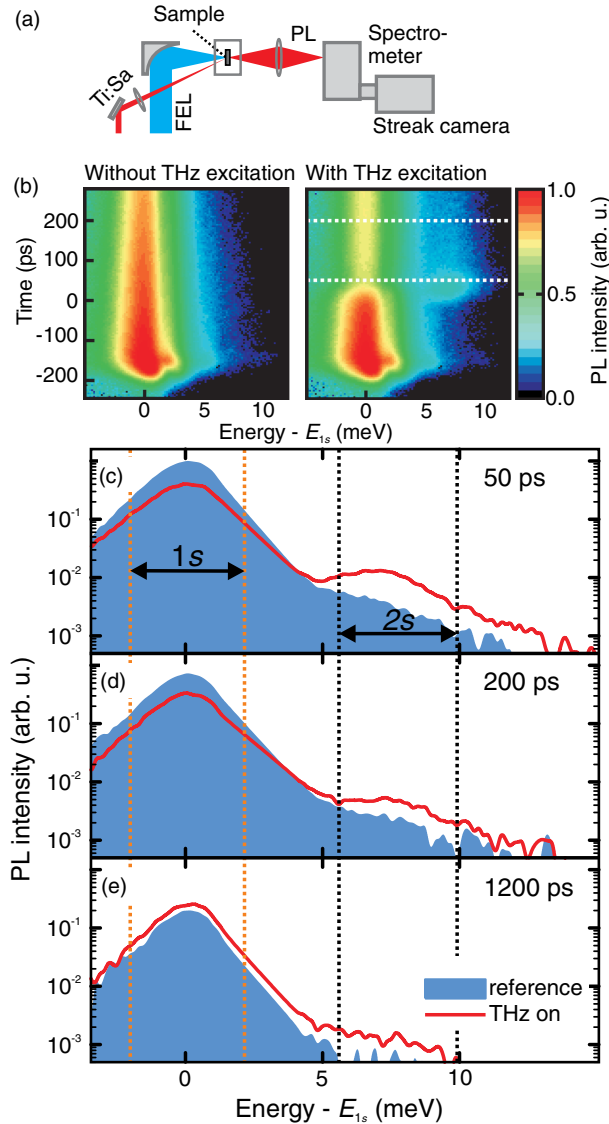 (a)
Sample
PL
Spectro-
meter
Ti:Sa
FEL
Streak camera
(b)
Without THz excitation
With THz excitation
Time (ps)
200
100
0
-100
-200
0
5
10
0
5
10
Energy - E1s (meV)
1.0
0.5
0.0
PL intensity (arb. u.)
(c)
50 ps
10-1
10-2
10-3
1s
2s
(d)
200 ps
10-1
10-2
10-3
PL intensity (arb. u.)
(e)
1200 ps
10-1
10-2
10-3
reference
THz on
0
5
10
Energy - E1s (meV)